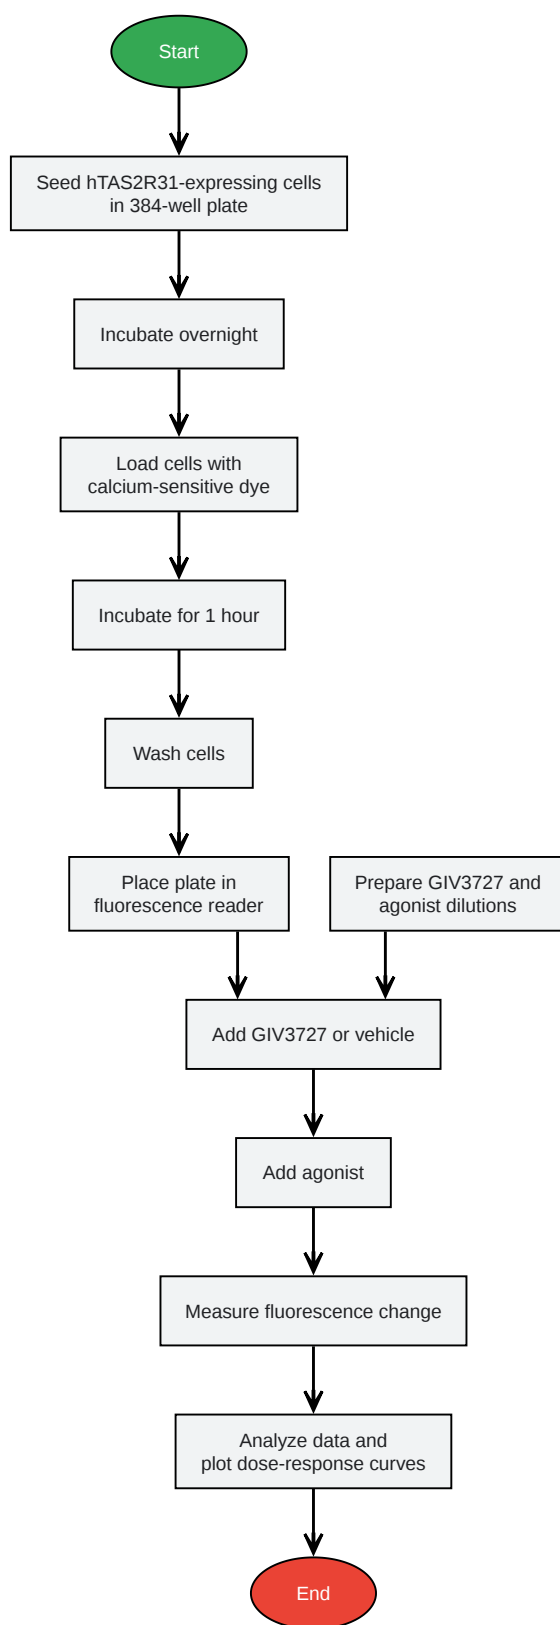 Start
Seed hTAS2R31-expressing cells
in 384-well plate
Incubate overnight
Load cells with
calcium-sensitive dye
Incubate for 1 hour
Wash cells
Place plate in
fluorescence reader
Prepare GIV3727 and
agonist dilutions
Add GIV3727 or vehicle
Add agonist
Measure fluorescence change
Analyze data and
plot dose-response curves
End